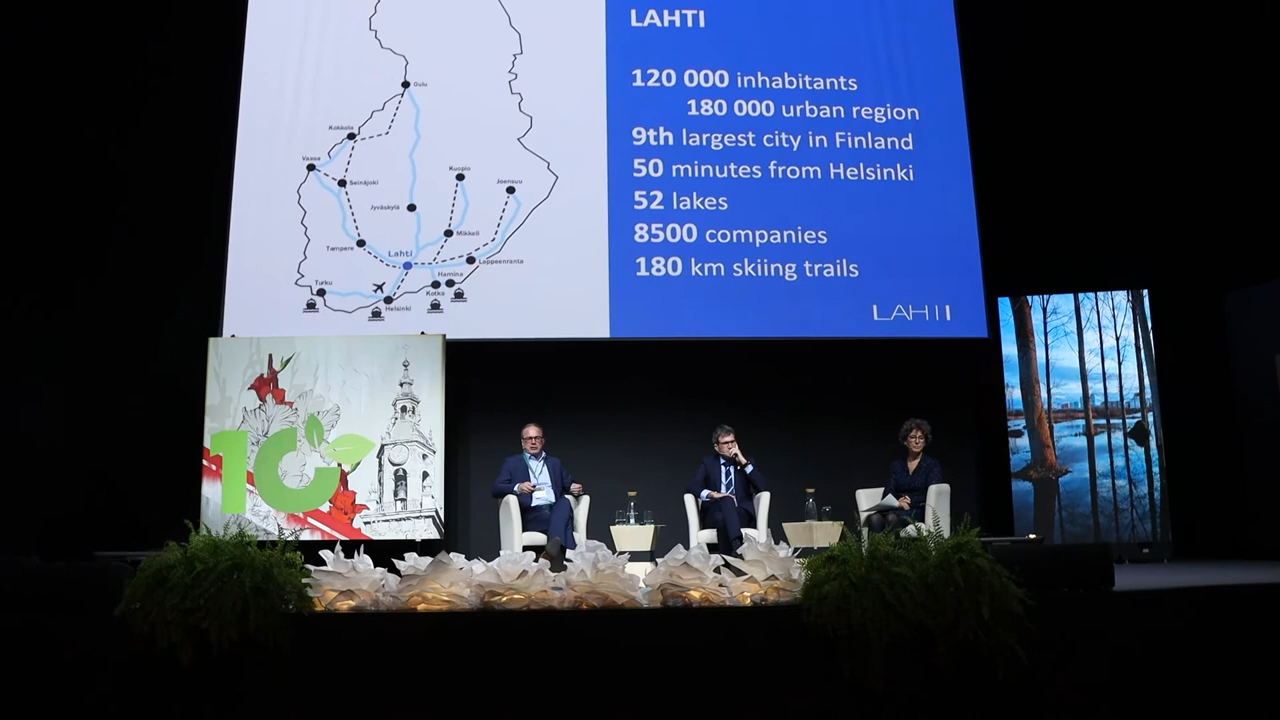 LAHTI
120 000 inhabitants
180 000 urban region
9th largest city in Finland
50 minutes from Helsinki
52 lakes
8500 companies
180 km skiing trails
LAHTI
Oulu
Kokkola
Vaasa
Seinäjoki
Kuopio
Joensuu
Jyväskylä
Mikkeli
Tampere
Lahti
Lappeenranta
Hamina
Turku
Kotka
Helsinki
10